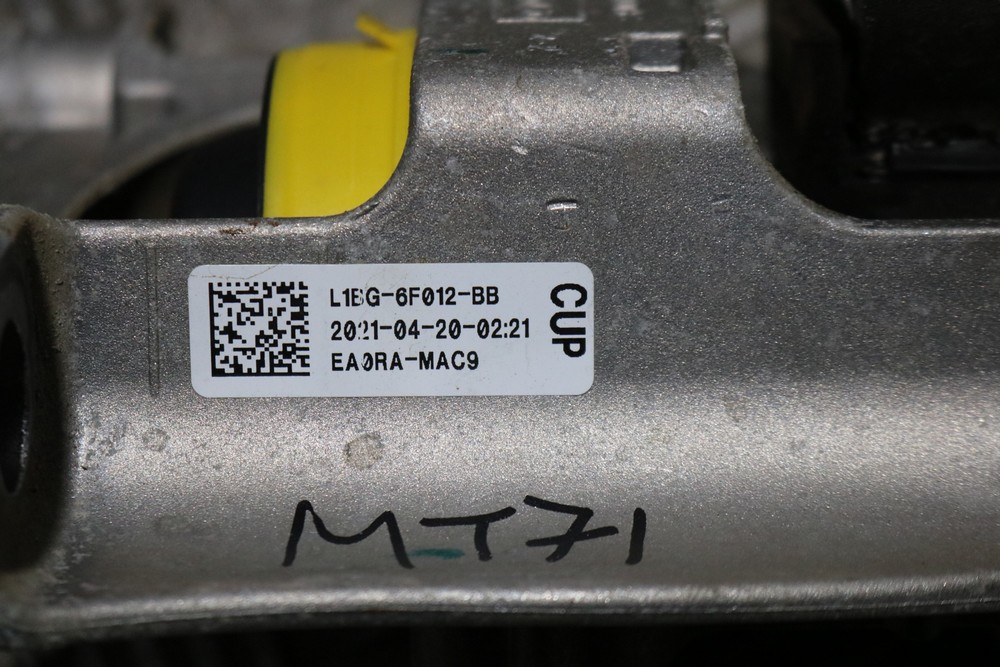 L1BG-6F012-BB
2021-04-20-02:21
EA0RA-MAC9
CUP
MT71